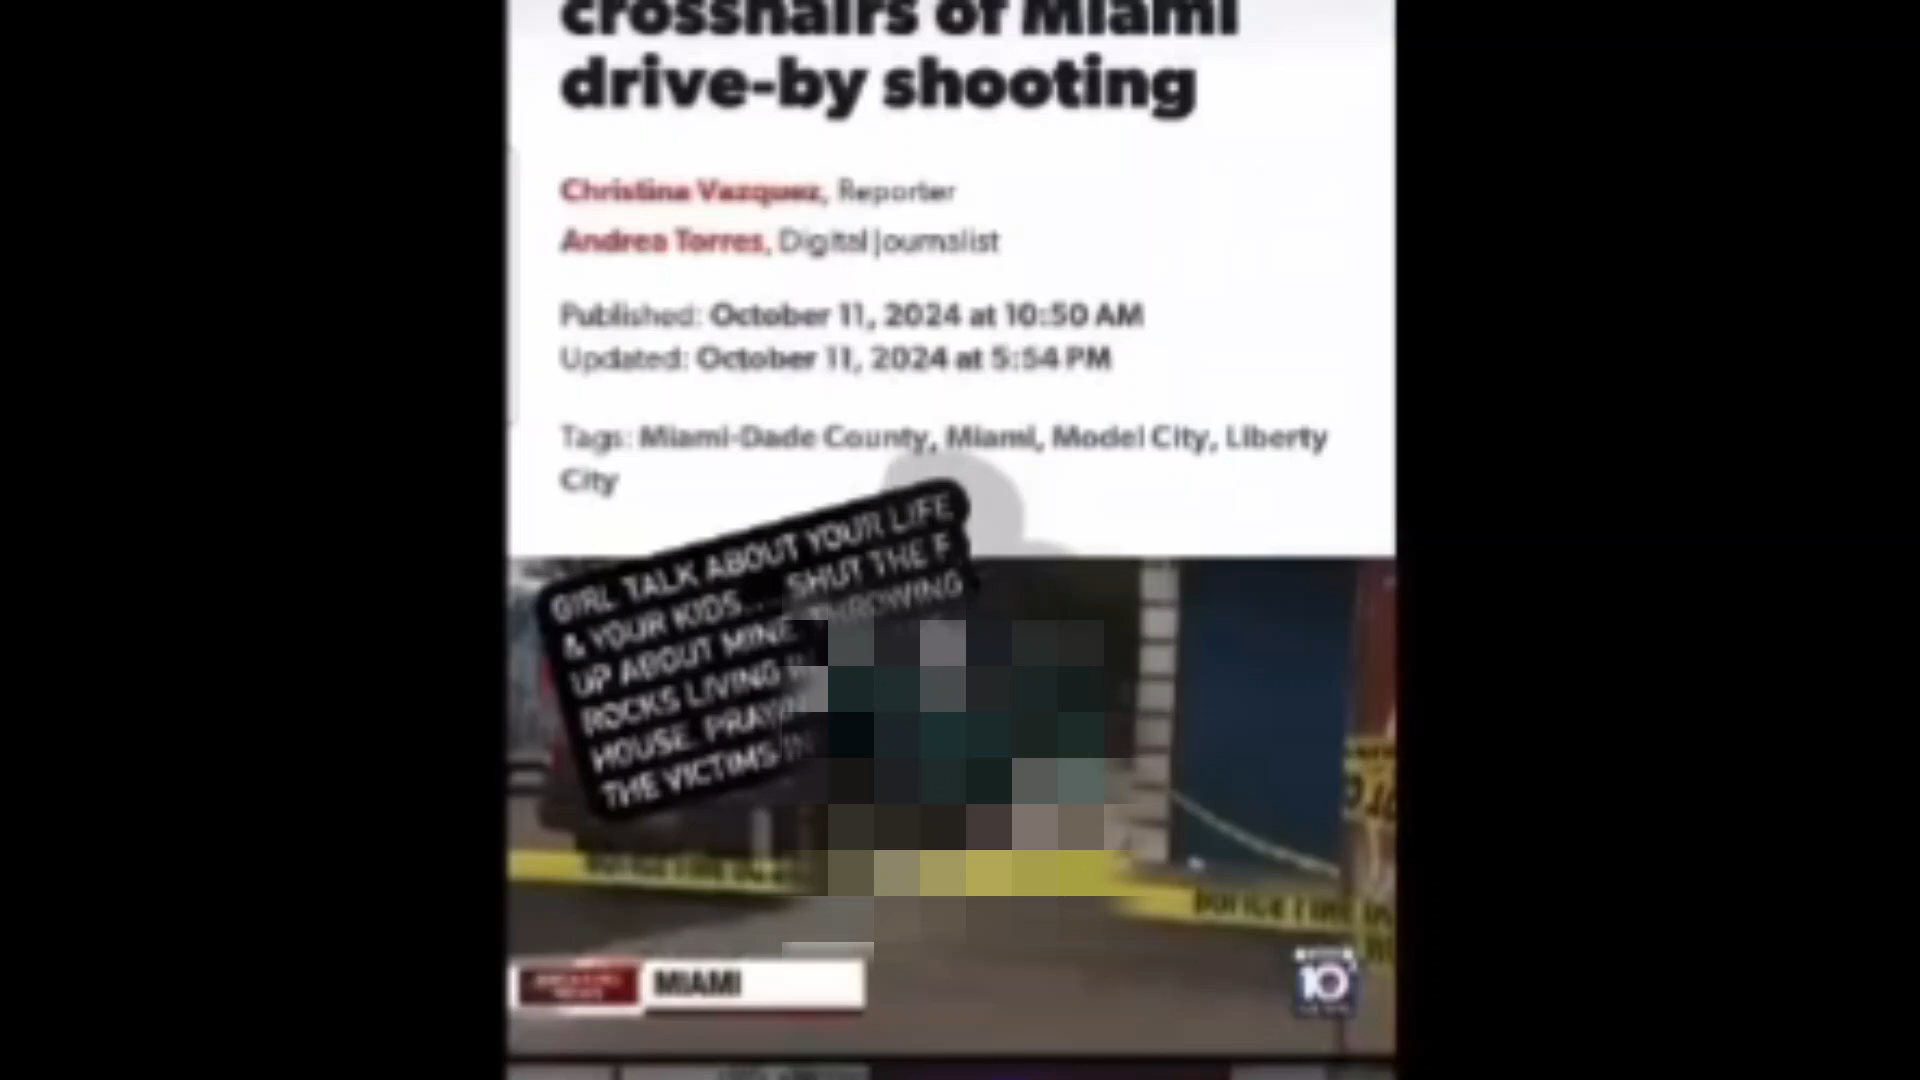 crosshairs of Miami
drive-by shooting
Christina Vazquez, Reporter
Andrea Torres, Digital Journalist
Published: October 11, 2024 at 10:50 AM
Updated: October 11, 2024 at 5:54 PM
Tags: Miami-Dade County, Miami, Model City, Liberty
City
GIRL TALK ABOUT YOUR LIFE
& YOUR KIDS.... SHUT THE F
UP ABOUT MINE. THROWING
ROCKS LIVING
HOUSE. PRAYIN
THE VICTIMS IN
MIAMI
10